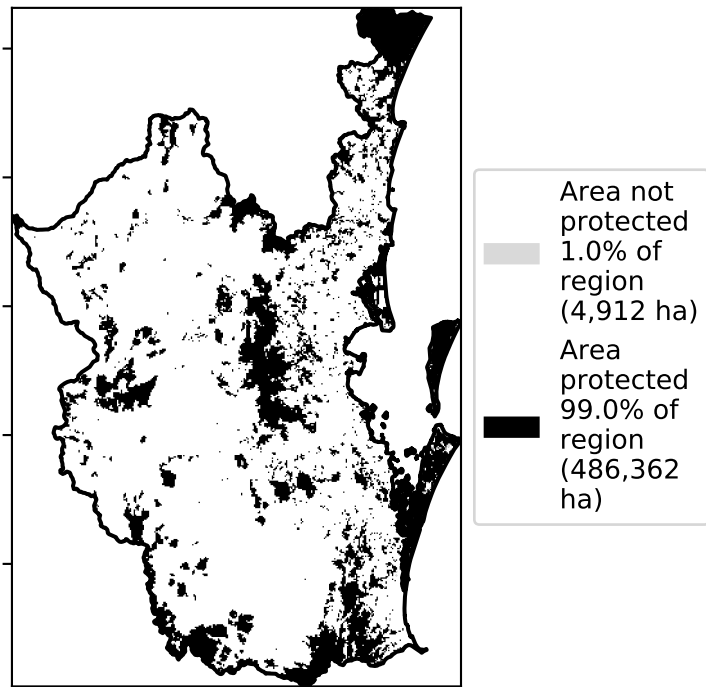 Area not
protected
1.0% of
region
(4,912 ha)
Area
protected
99.0% of
region
(486,362
ha)